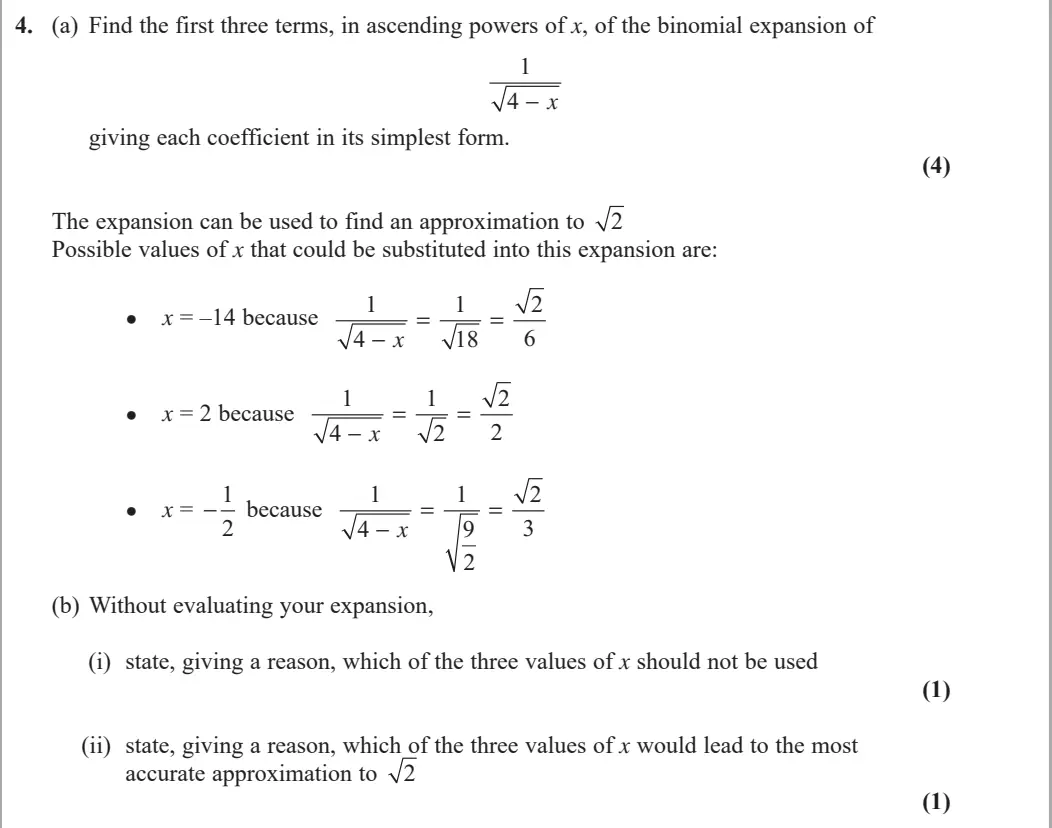 4. (a) Find the first three terms, in ascending powers of x, of the binomial expansion of
1/√(4 – x)
giving each coefficient in its simplest form.
(4)
The expansion can be used to find an approximation to √2
Possible values of x that could be substituted into this expansion are:
• x = –14 because 1/√(4 – x) = 1/√18 = √2/6
• x = 2 because 1/√(4 – x) = 1/√2 = √2/2
• x = –1/2 because 1/√(4 – x) = 1/√(9/2) = √2/3
(b) Without evaluating your expansion,
(i) state, giving a reason, which of the three values of x should not be used
(1)
(ii) state, giving a reason, which of the three values of x would lead to the most
accurate approximation to √2
(1)